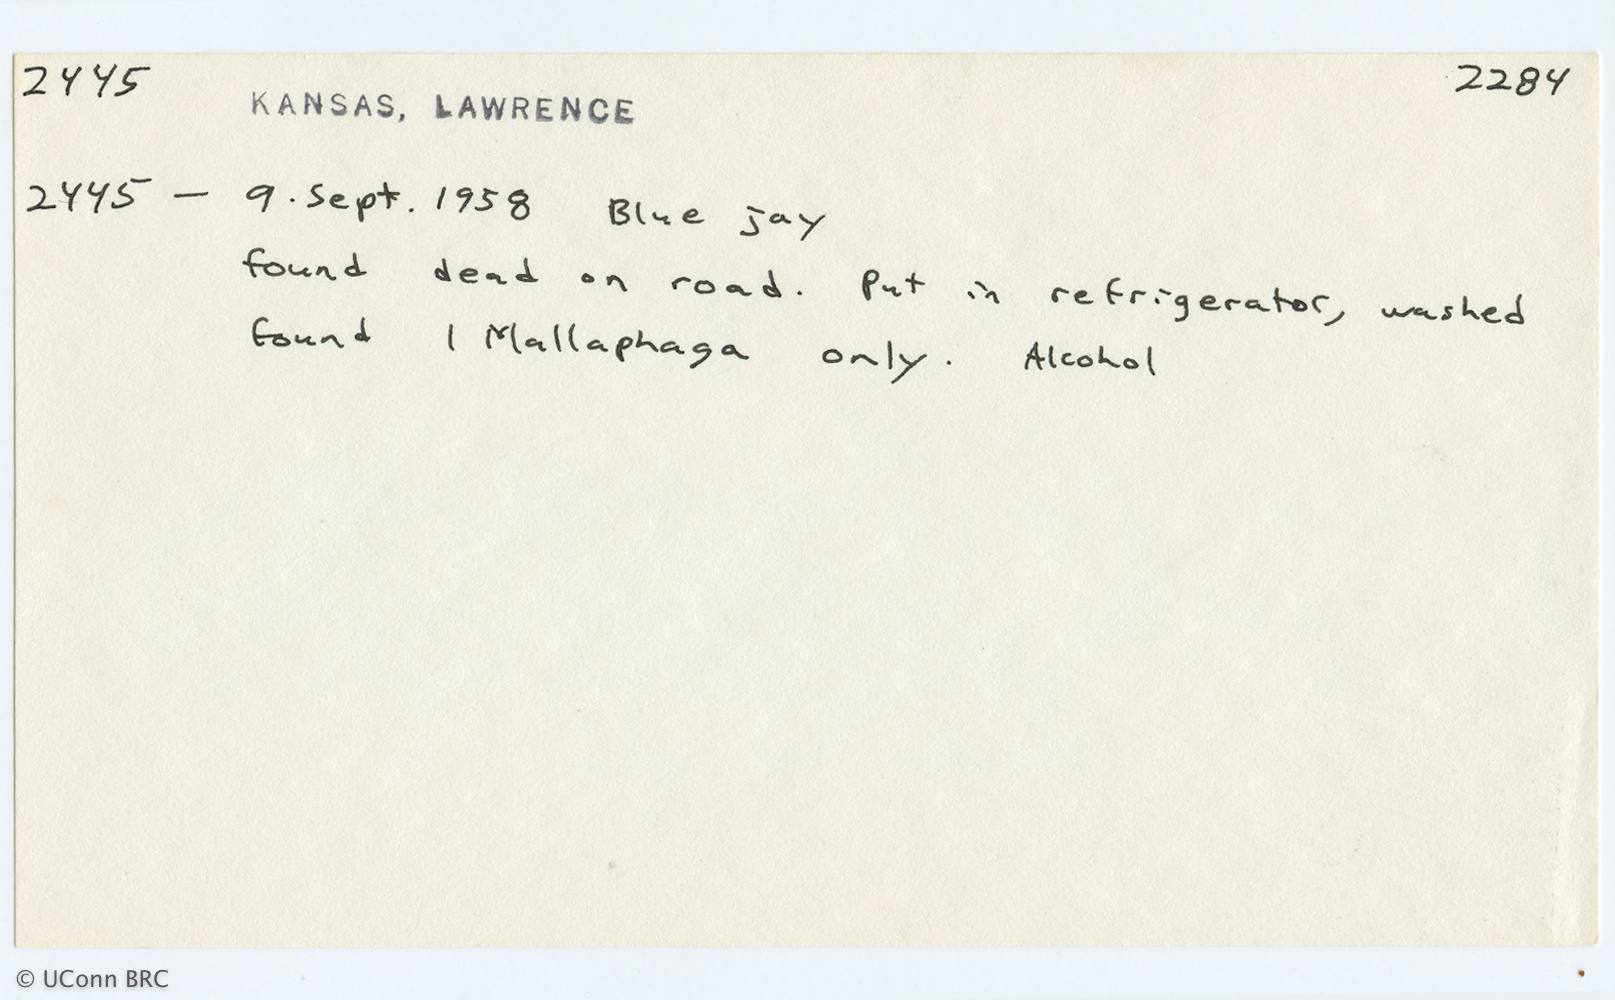 2445
2284
KANSAS, LAWRENCE
2445 — 9. Sept. 1958 Blue jay
found dead on road. Put in refrigerator, washed
found 1 Mallaphaga only. Alcohol
© UConn BRC